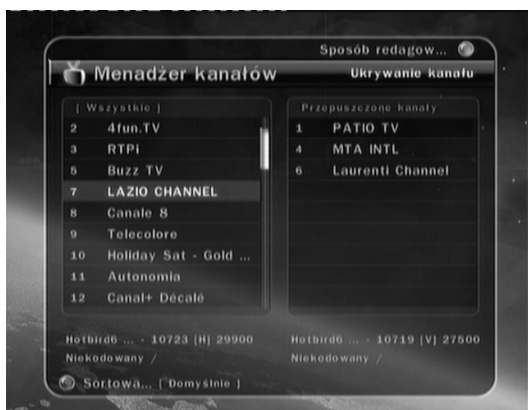 Sposób redagow...
Menadżer kanałów
Ukrywanie kanału
[ Wszystkie ]
2 4fun.TV
3 RTPi
5 Buzz TV
7 LAZIO CHANNEL
8 Canale 8
9 Telecolore
10 Holiday Sat - Gold ...
11 Autonomia
12 Canal+ Décalé
Przepuszczone kanały
1 PATIO TV
4 MTA INTL
6 Laurenti Channel
Hotbird6 ... - 10723 [H] 29900
Niekodowany /
Hotbird6 ... - 10719 [V] 27500
Niekodowany /
Sortowa... [ Domyślnie ]